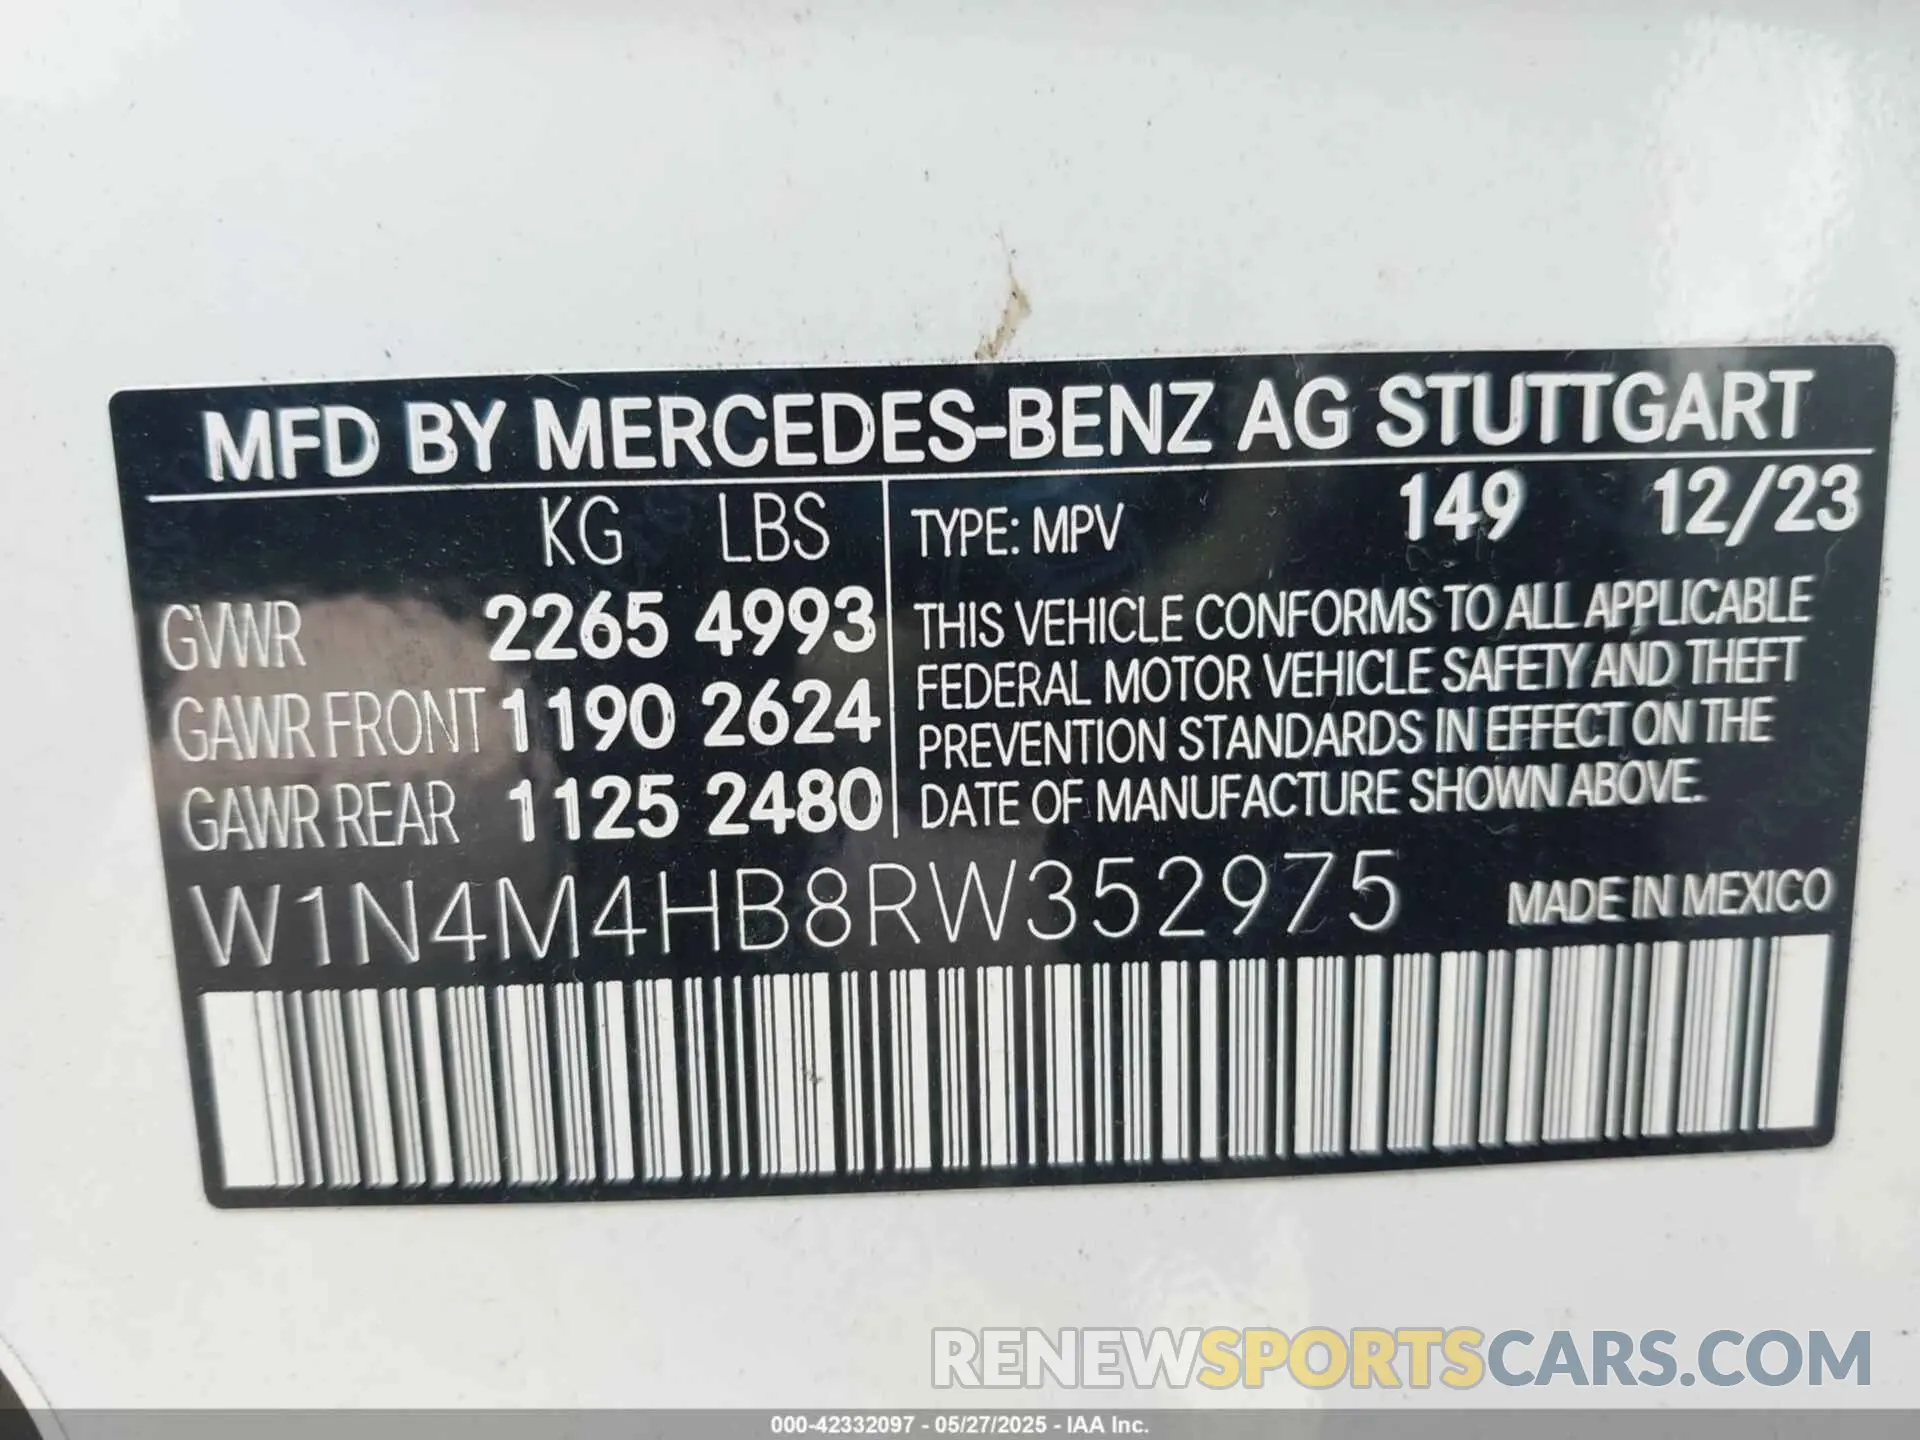 MFD BY MERCEDES-BENZ AG STUTTGART
KG LBS
GVWR 2265 4993
GAWR FRONT 1190 2624
GAWR REAR 1125 2480
TYPE: MPV 149 12/23
THIS VEHICLE CONFORMS TO ALL APPLICABLE
FEDERAL MOTOR VEHICLE SAFETY AND THEFT
PREVENTION STANDARDS IN EFFECT ON THE
DATE OF MANUFACTURE SHOWN ABOVE.
W1N4M4HB8RW352975 MADE IN MEXICO
RENEWSPORTSCARS.COM
000-42332097 - 05/27/2025 - IAA Inc.